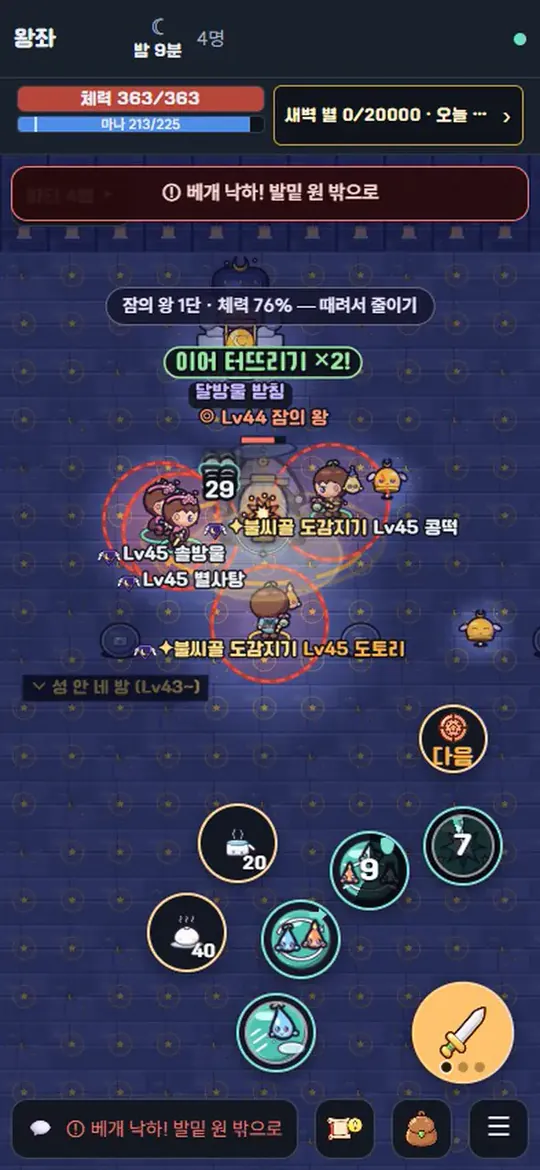 왕좌
밤 9분
4명
체력 363/363
마나 213/225
새벽 별 0/20000 · 오늘 ··· ›
! 베개 낙하! 발밑 원 밖으로
잠의 왕 1단 · 체력 76% — 때려서 줄이기
이어 터뜨리기 ×2!
달방울 받침
Lv44 잠의 왕
29
불씨골 도감지기 Lv45 콩떡
Lv45 솔방울
Lv45 별사탕
불씨골 도감지기 Lv45 도토리
성 안 네 방 (Lv43~)
다음
20
9
7
40
! 베개 낙하! 발밑 원 밖으로